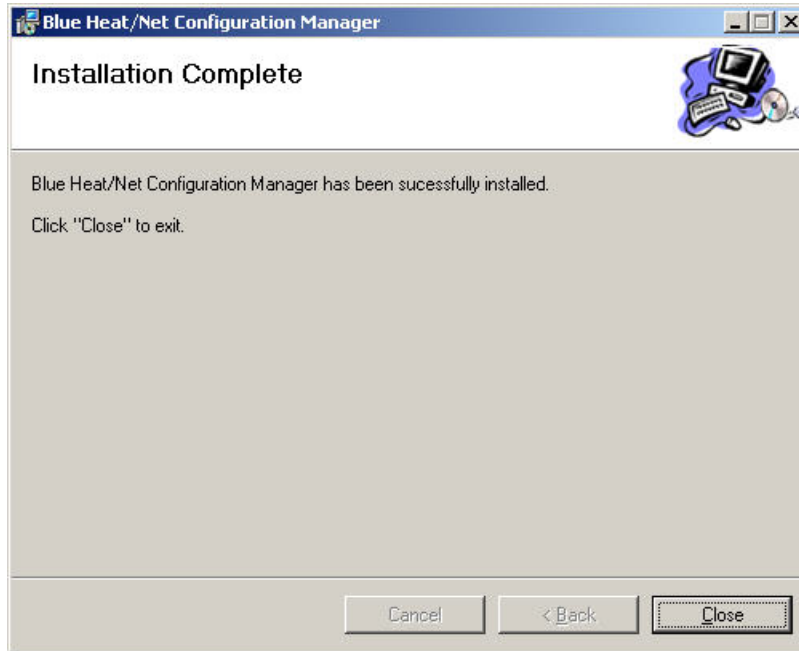 Blue Heat/Net Configuration Manager
Installation Complete
Blue Heat/Net Configuration Manager has been sucessfully installed.
Click "Close" to exit.
Cancel
< Back
Close